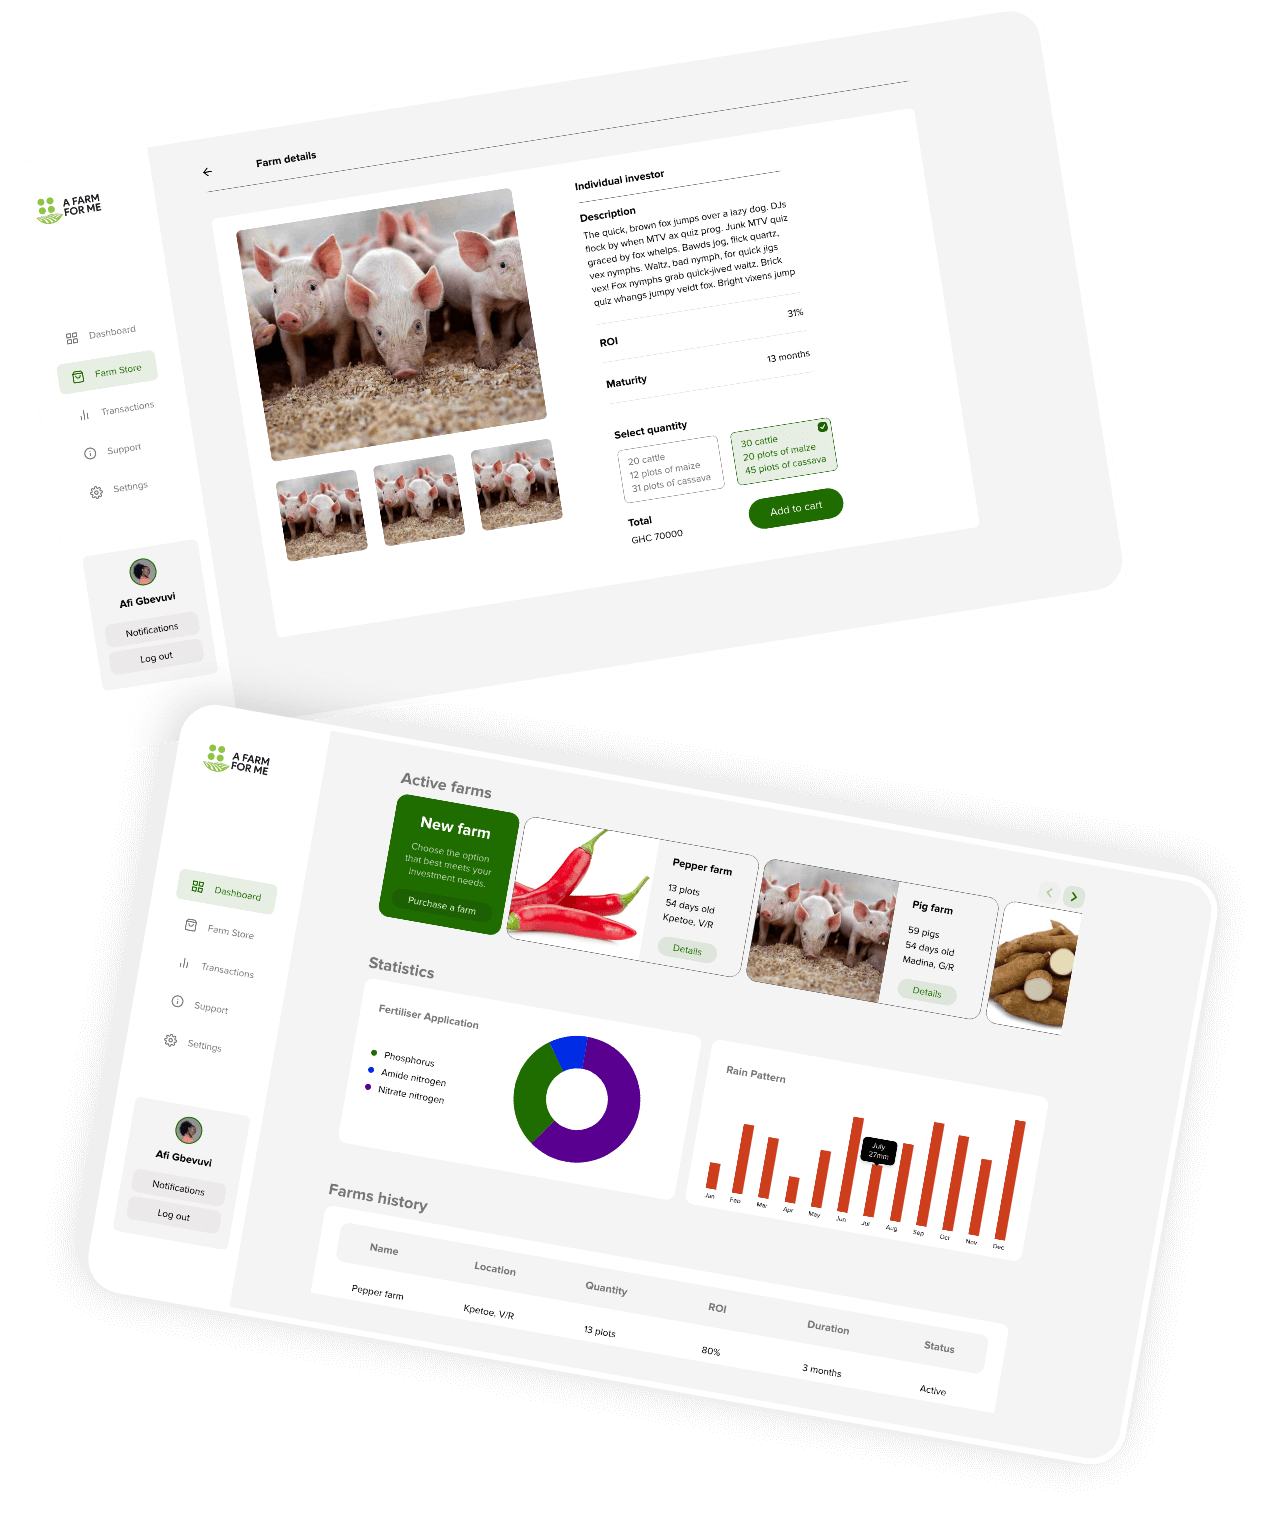 A FARM
FOR ME
Dashboard
Farm Store
Transactions
Support
Settings
Afi Gbevuvi
Notifications
Log out
Farm details
Individual investor
Description
The quick, brown fox jumps over a lazy dog. DJs
flock by when MTV ax quiz prog. Junk MTV quiz
graced by fox whelps. Bawds jog, flick quartz,
vex nymphs. Waltz, bad nymph, for quick jigs
vex! Fox nymphs grab quick-jived waltz. Brick
quiz whangs jumpy veldt fox. Bright vixens jump
ROI
31%
Maturity
13 months
Select quantity
20 cattle
12 plots of maize
31 plots of cassava
30 cattle
20 plots of maize
45 plots of cassava
Total
GHC 70000
Add to cart
A FARM
FOR ME
Dashboard
Farm Store
Transactions
Support
Settings
Afi Gbevuvi
Notifications
Log out
Active farms
New farm
Choose the option
that best meets your
investment needs.
Purchase a farm
Pepper farm
13 plots
54 days old
Kpetoe, V/R
Details
Pig farm
59 pigs
54 days old
Madina, G/R
Details
Statistics
Fertiliser Application
Phosphorus
Amide nitrogen
Nitrate nitrogen
Rain Pattern
July
27mm
Jan Feb Mar Apr May Jun Jul Aug Sep Oct Nov Dec
Farms history
Name Location Quantity ROI Duration Status
Pepper farm Kpetoe, V/R 13 plots 80% 3 months Active